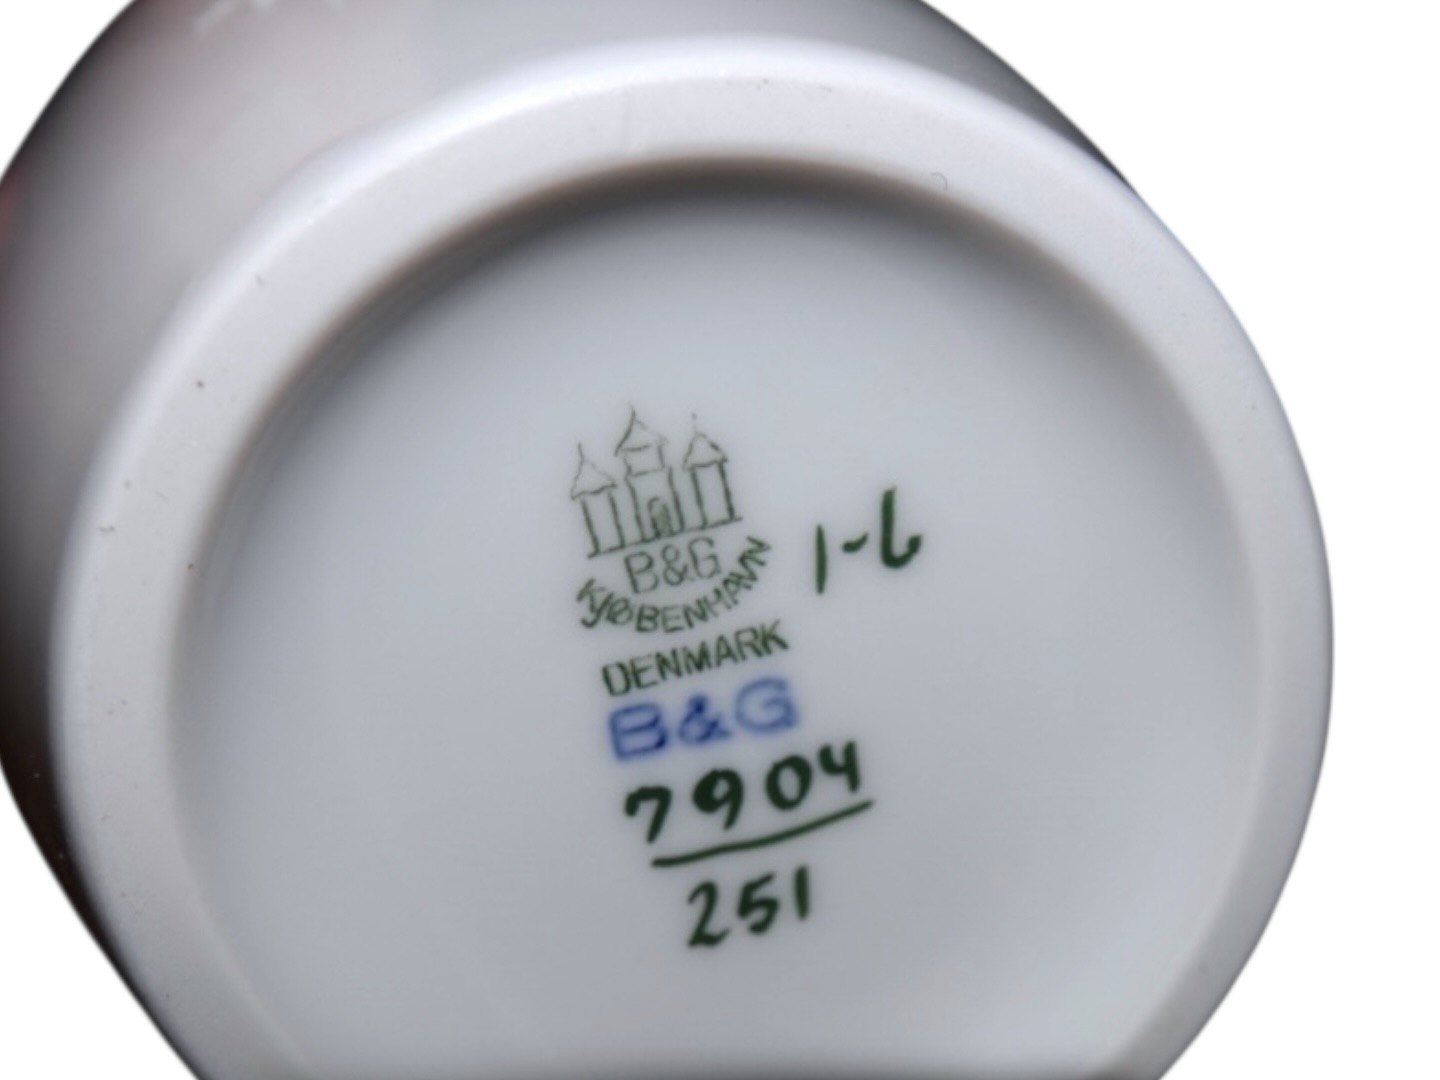 B&G
KJØBENHAVN
1-6
DENMARK
B&G
7904
251